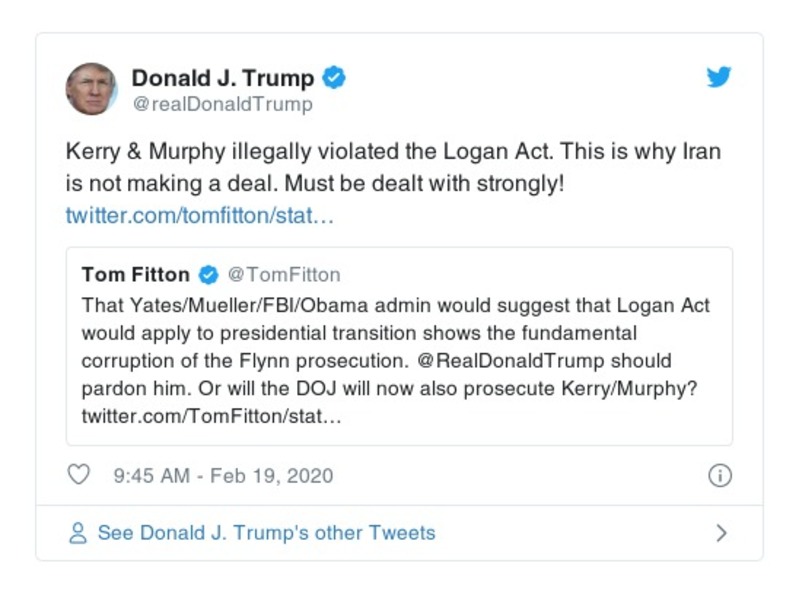 Donald J. Trump
@realDonaldTrump
Kerry & Murphy illegally violated the Logan Act. This is why Iran
is not making a deal. Must be dealt with strongly!
twitter.com/tomfitton/stat…
Tom Fitton @TomFitton
That Yates/Mueller/FBI/Obama admin would suggest that Logan Act
would apply to presidential transition shows the fundamental
corruption of the Flynn prosecution. @RealDonaldTrump should
pardon him. Or will the DOJ will now also prosecute Kerry/Murphy?
twitter.com/TomFitton/stat…
9:45 AM - Feb 19, 2020
See Donald J. Trump's other Tweets